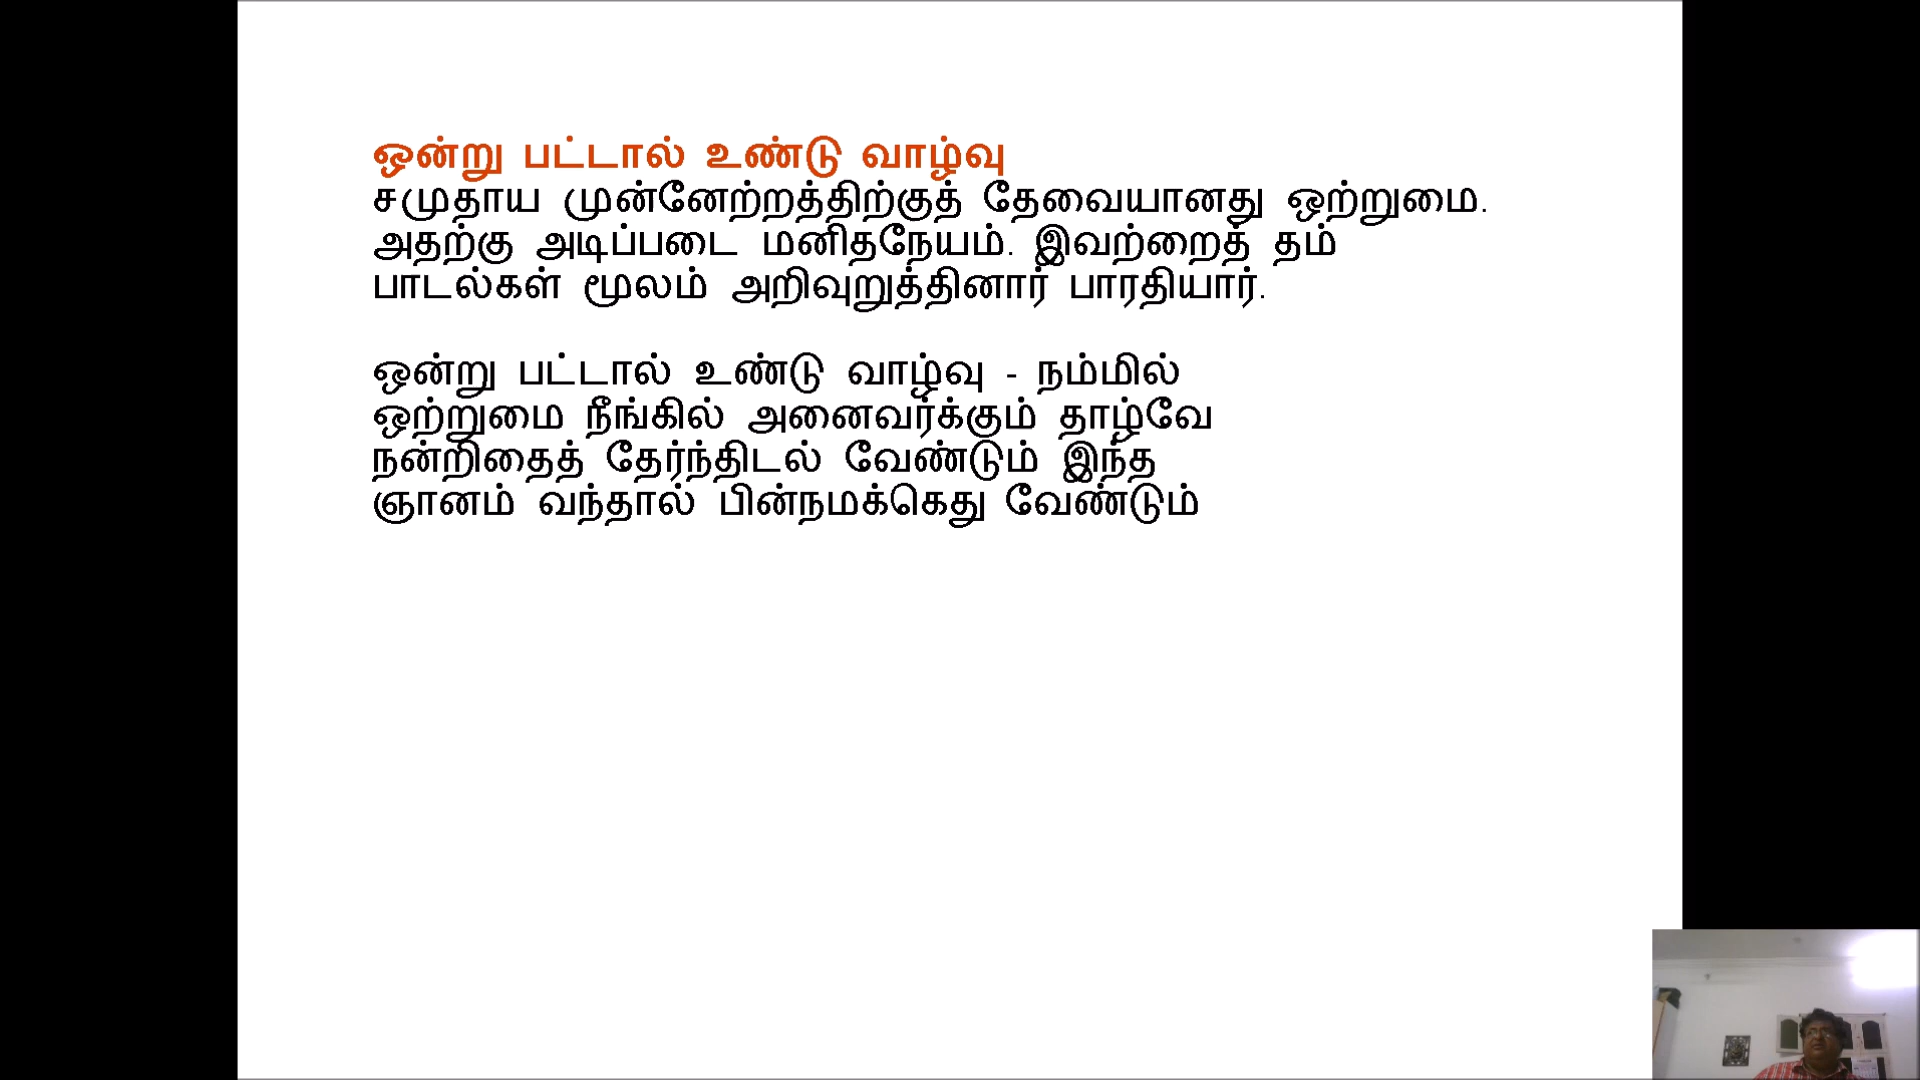 ஒன்று பட்டால் உண்டு வாழ்வு
சமுதாய முன்னேற்றத்திற்குத் தேவையானது ஒற்றுமை.
அதற்கு அடிப்படை மனிதநேயம். இவற்றைத் தம்
பாடல்கள் மூலம் அறிவுறுத்தினார் பாரதியார்.
ஒன்று பட்டால் உண்டு வாழ்வு - நம்மில்
ஒற்றுமை நீங்கில் அனைவர்க்கும் தாழ்வே
நன்றிதைத் தேர்ந்திடல் வேண்டும் இந்த
ஞானம் வந்தால் பின்நமக்கெது வேண்டும்